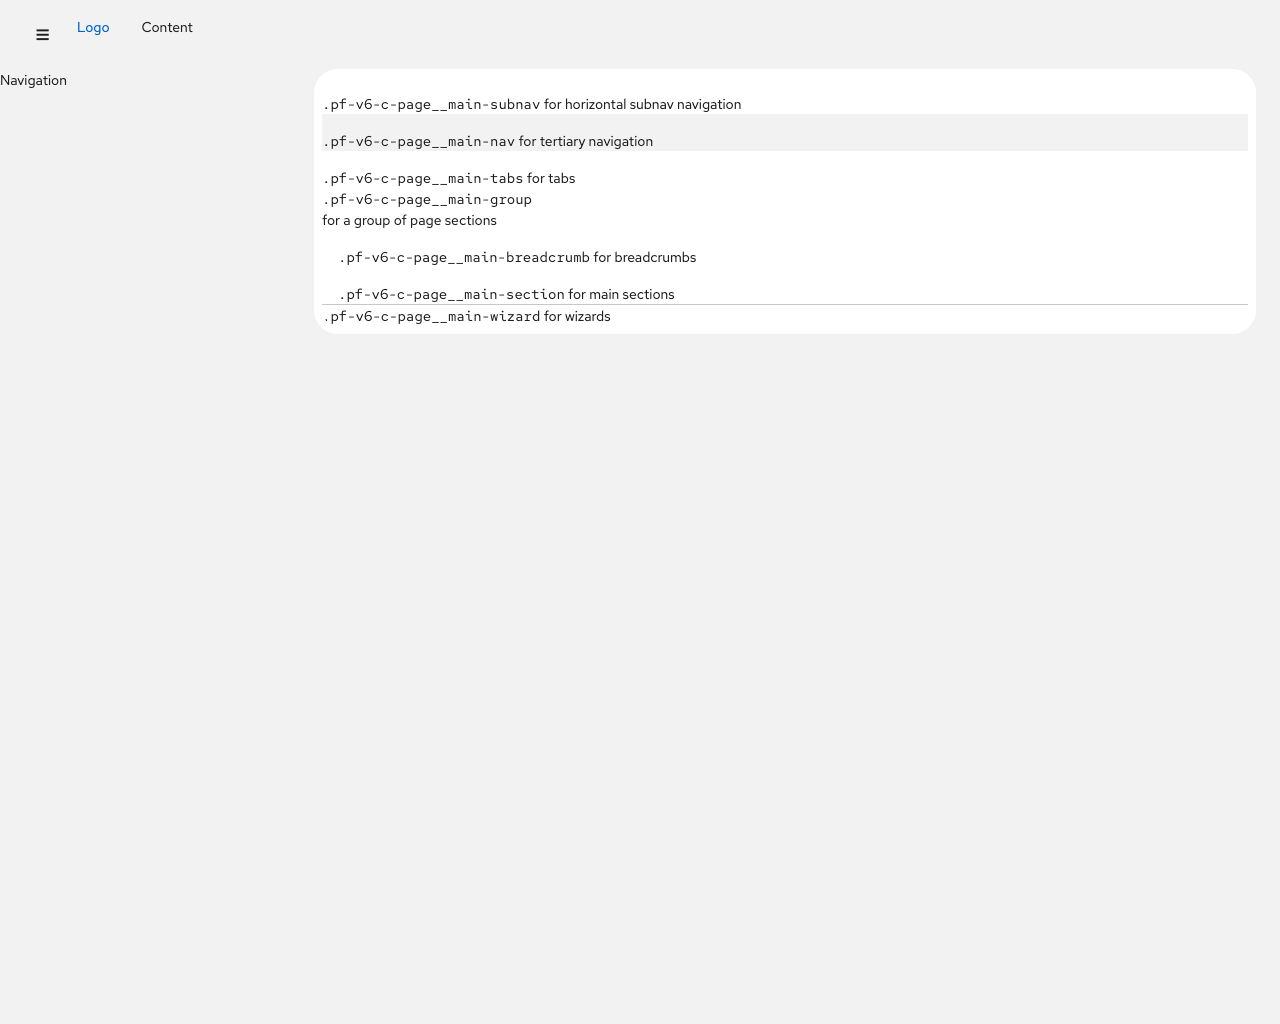 Logo
Content
Navigation
.pf-v6-c-page__main-subnav for horizontal subnav navigation
.pf-v6-c-page__main-nav for tertiary navigation
.pf-v6-c-page__main-tabs for tabs
.pf-v6-c-page__main-group
for a group of page sections
.pf-v6-c-page__main-breadcrumb for breadcrumbs
.pf-v6-c-page__main-section for main sections
.pf-v6-c-page__main-wizard for wizards